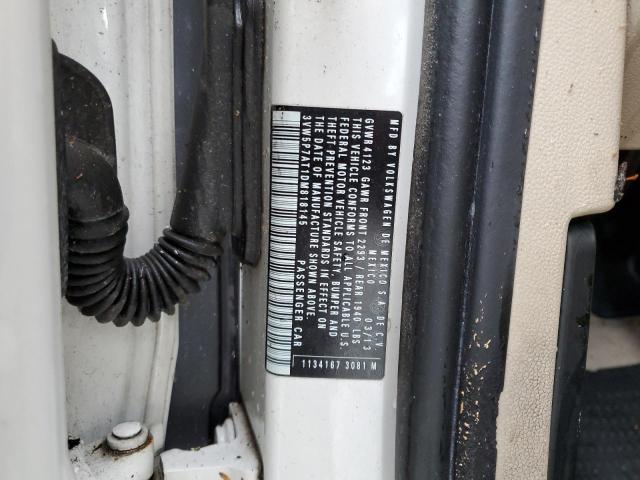 MFD BY VOLKSWAGEN DE MEXICO S.A. DE C.V.
MEXICO 03/13
GVWR 4123 GAWR FRONT 2293 / REAR 1940 LBS
THIS VEHICLE CONFORMS TO ALL APPLICABLE U.S.
FEDERAL MOTOR VEHICLE SAFETY, BUMPER AND
THEFT PREVENTION STANDARDS IN EFFECT ON
THE DATE OF MANUFACTURE SHOWN ABOVE.
3VW5P7AT1DM818145 PASSENGER CAR
1134167 3081 M